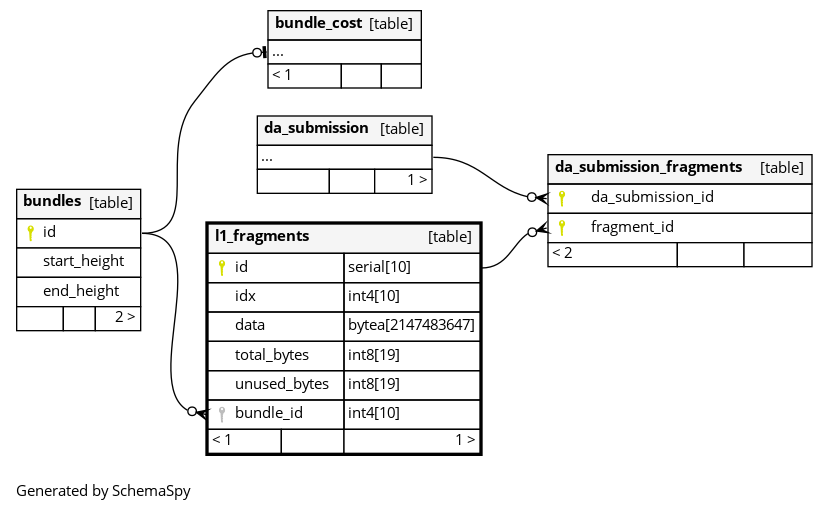 bundle_cost [table]
...
< 1
da_submission [table]
...
1 >
da_submission_fragments [table]
da_submission_id
fragment_id
< 2
bundles [table]
id
start_height
end_height
2 >
l1_fragments [table]
id serial[10]
idx int4[10]
data bytea[2147483647]
total_bytes int8[19]
unused_bytes int8[19]
bundle_id int4[10]
< 1 1 >
Generated by SchemaSpy